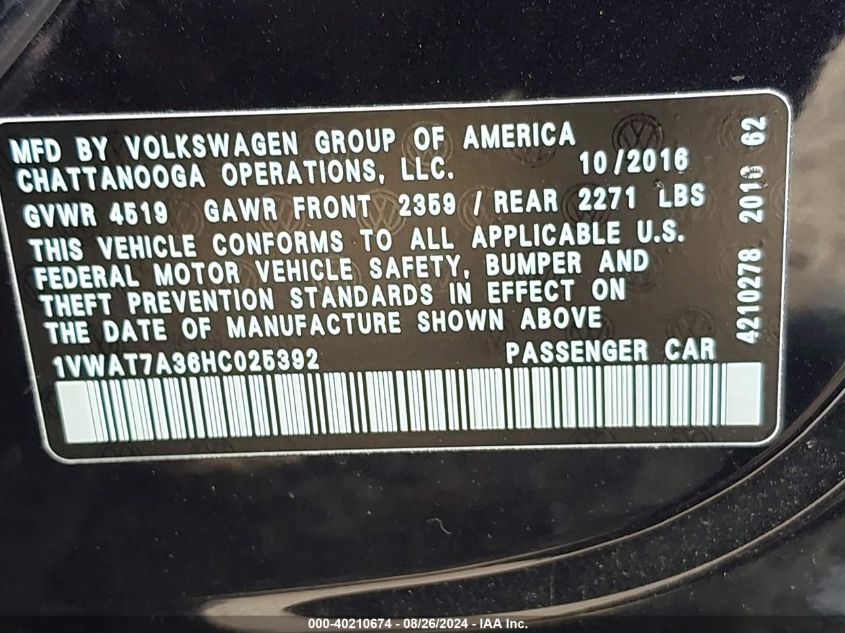 MFD BY VOLKSWAGEN GROUP OF AMERICA
CHATTANOOGA OPERATIONS, LLC. 10/2016
GVWR 4519 GAWR FRONT 2359 / REAR 2271 LBS
THIS VEHICLE CONFORMS TO ALL APPLICABLE U.S.
FEDERAL MOTOR VEHICLE SAFETY, BUMPER AND
THEFT PREVENTION STANDARDS IN EFFECT ON
THE DATE OF MANUFACTURE SHOWN ABOVE
1VWAT7A36HC025392 PASSENGER CAR
4210278 2016 62
000-40210674 - 08/26/2024 - IAA Inc.